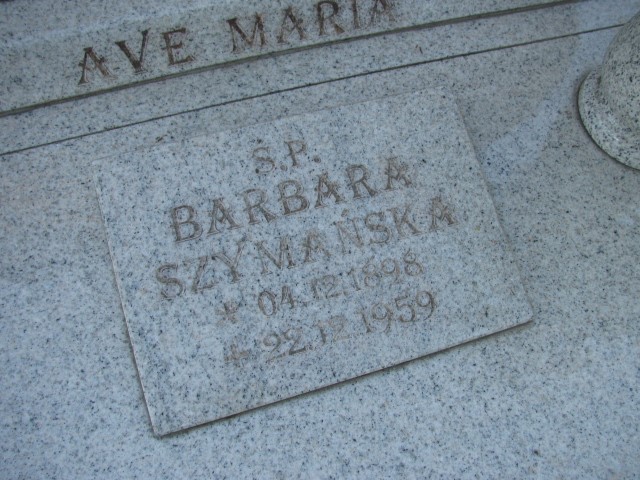 AVE MARIA
Ś.P.
BARBARA
SZYMAŃSKA
* 04.12.1898
+ 22.12.1959